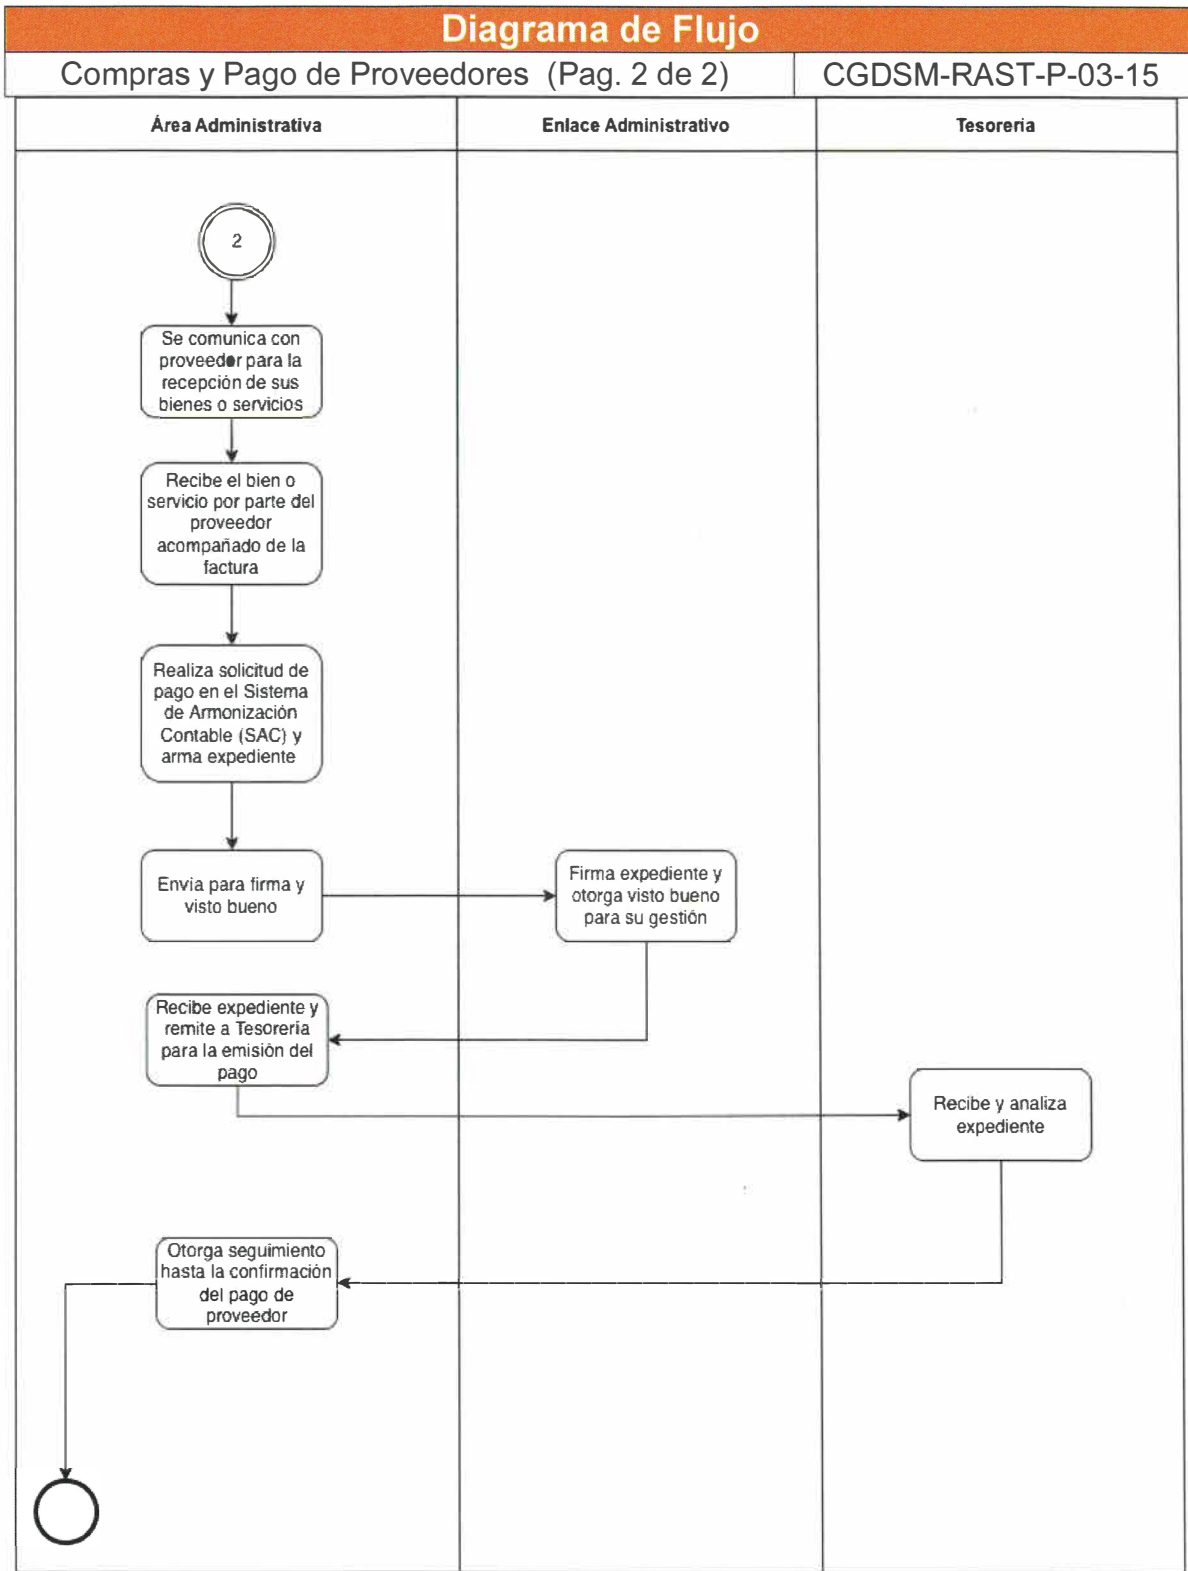 Diagrama de Flujo
Compras y Pago de Proveedores (Pag. 2 de 2)
CGDSM-RAST-P-03-15
Área Administrativa
Enlace Administrativo
Tesorería
2
Se comunica con
proveedor para la
recepción de sus
bienes o servicios
Recibe el bien o
servicio por parte del
proveedor
acompañado de la
factura
Realiza solicitud de
pago en el Sistema
de Armonización
Contable (SAC) y
arma expediente
Envía para firma y
visto bueno
Firma expediente y
otorga visto bueno
para su gestión
Recibe expediente y
remite a Tesorería
para la emisión del
pago
Recibe y analiza
expediente
Otorga seguimiento
hasta la confirmación
del pago de
proveedor